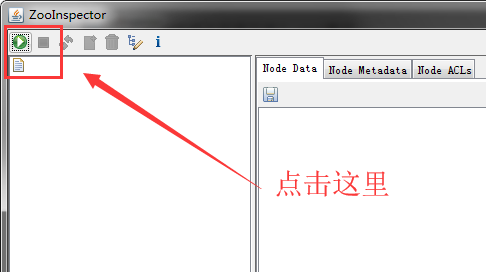 ZooInspector
Node Data Node Metadata Node ACLs
点击这里